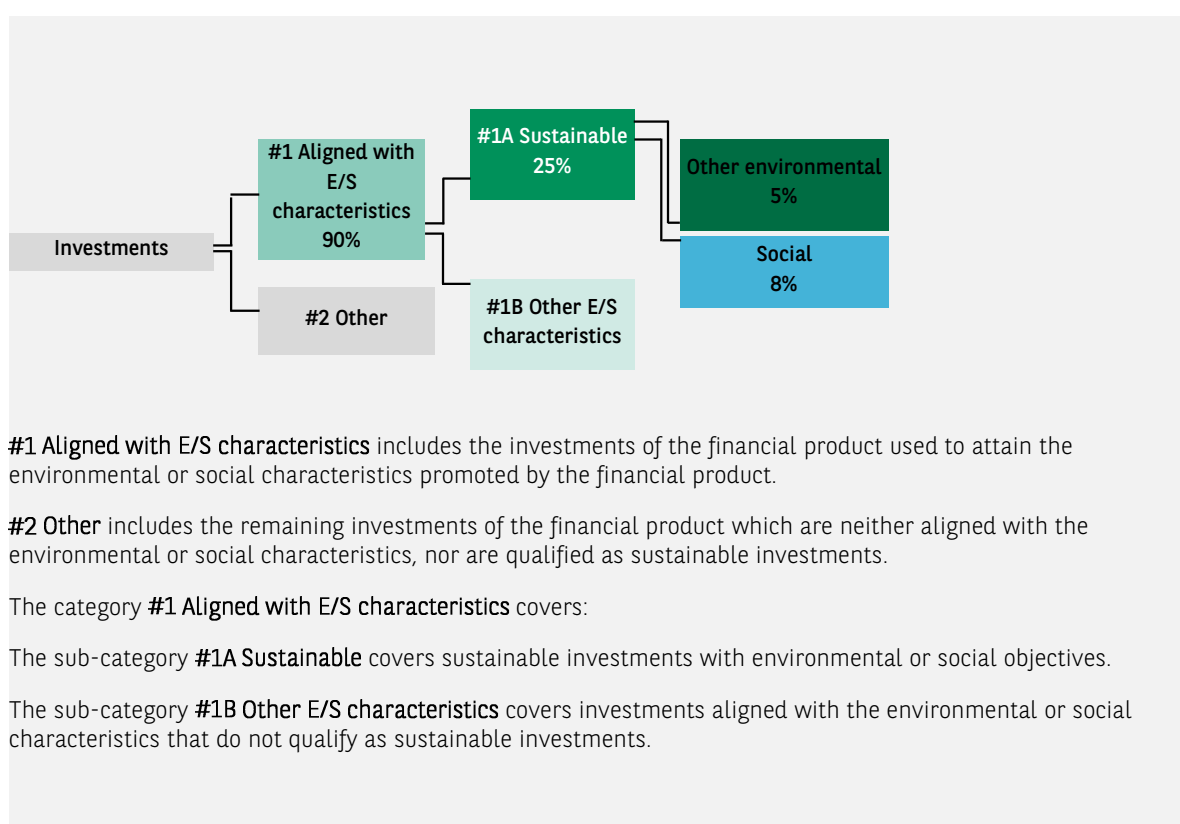 #1 Aligned with
E/S
characteristics
90%
#1A Sustainable
25%
Other environmental
5%
Investments
Social
8%
#2 Other
#1B Other E/S
characteristics
#1 Aligned with E/S characteristics includes the investments of the financial product used to attain the
environmental or social characteristics promoted by the financial product.
#2 Other includes the remaining investments of the financial product which are neither aligned with the
environmental or social characteristics, nor are qualified as sustainable investments.
The category #1 Aligned with E/S characteristics covers:
The sub-category #1A Sustainable covers sustainable investments with environmental or social objectives.
The sub-category #1B Other E/S characteristics covers investments aligned with the environmental or social
characteristics that do not qualify as sustainable investments.